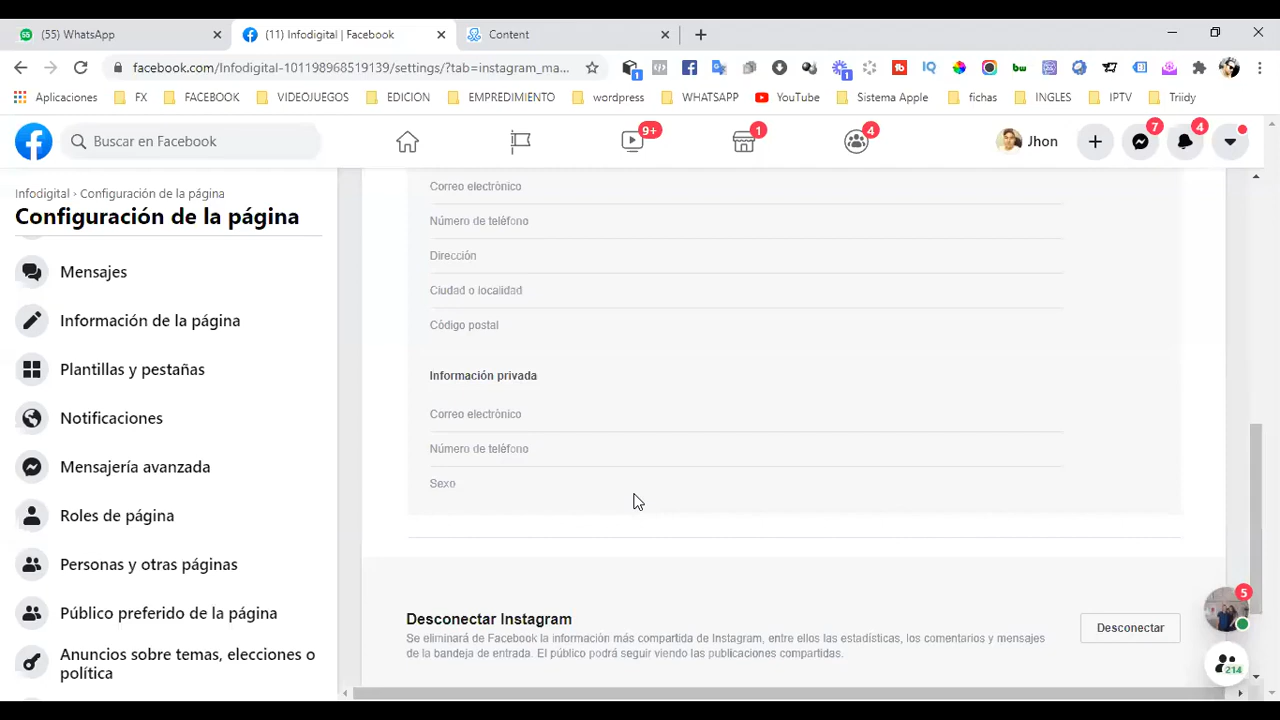 (55) WhatsApp
(11) Infodigital | Facebook
Content
facebook.com/Infodigital-101198968519139/settings/?tab=instagram_ma...
Aplicaciones FX FACEBOOK VIDEOJUEGOS EDICION EMPREDIMIENTO wordpress WHATSAPP YouTube Sistema Apple fichas INGLES IPTV Triidy
Buscar en Facebook
9+
1
4
Jhon
7
4
Infodigital › Configuración de la página
Configuración de la página
Mensajes
Información de la página
Plantillas y pestañas
Notificaciones
Mensajería avanzada
Roles de página
Personas y otras páginas
Público preferido de la página
Anuncios sobre temas, elecciones o
política
Correo electrónico
Número de teléfono
Dirección
Ciudad o localidad
Código postal
Información privada
Correo electrónico
Número de teléfono
Sexo
Desconectar Instagram
Se eliminará de Facebook la información más compartida de Instagram, entre ellos las estadísticas, los comentarios y mensajes
de la bandeja de entrada. El público podrá seguir viendo las publicaciones compartidas.
Desconectar
5
214